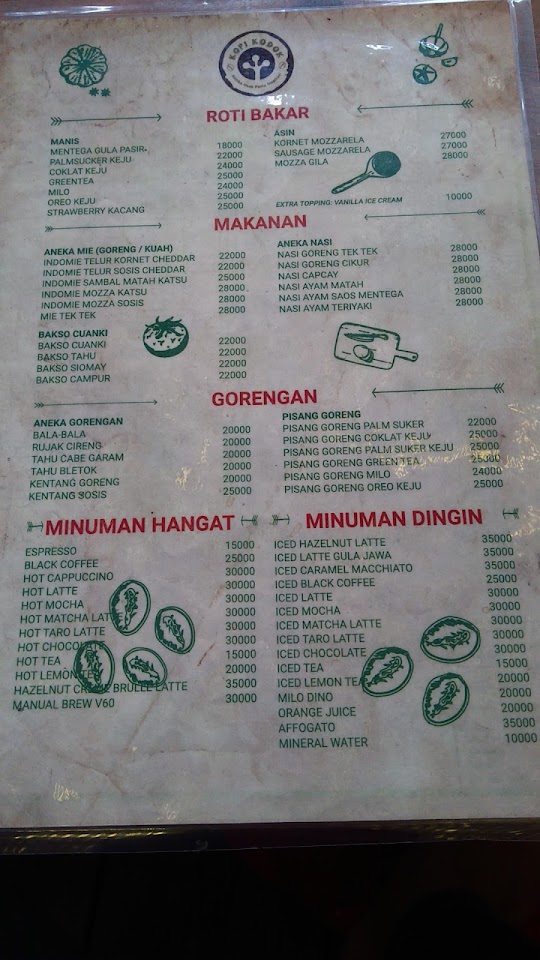 KOPI KODOK
ROTI BAKAR
MANIS
MENTEGA GULA PASIR 18000
PALMSUCKER KEJU 22000
COKLAT KEJU 24000
GREENTEA 25000
MILO 24000
OREO KEJU 25000
STRAWBERRY KACANG 25000
ASIN
KORNET MOZZARELA 27000
SAUSAGE MOZZARELA 27000
MOZZA GILA 28000
EXTRA TOPPING: VANILLA ICE CREAM 10000
MAKANAN
ANEKA MIE (GORENG / KUAH)
INDOMIE TELUR KORNET CHEDDAR 22000
INDOMIE TELUR SOSIS CHEDDAR 22000
INDOMIE SAMBAL MATAH KATSU 25000
INDOMIE MOZZA KATSU 28000
INDOMIE MOZZA SOSIS 28000
MIE TEK TEK 28000
BAKSO CUANKI
BAKSO CUANKI 22000
BAKSO TAHU 22000
BAKSO SIOMAY 22000
BAKSO CAMPUR 22000
ANEKA NASI
NASI GORENG TEK TEK 28000
NASI GORENG CIKUR 28000
NASI CAPCAY 28000
NASI AYAM MATAH 28000
NASI AYAM SAOS MENTEGA 28000
NASI AYAM TERIYAKI 28000
GORENGAN
ANEKA GORENGAN
BALA-BALA 20000
RUJAK CIRENG 20000
TAHU CABE GARAM 20000
TAHU BLETOK 20000
KENTANG GORENG 20000
KENTANG SOSIS 25000
PISANG GORENG
PISANG GORENG PALM SUKER 22000
PISANG GORENG COKLAT KEJU 25000
PISANG GORENG PALM SUKER KEJU 25000
PISANG GORENG GREENTEA 25000
PISANG GORENG MILO 24000
PISANG GORENG OREO KEJU 25000
MINUMAN HANGAT
ESPRESSO 15000
BLACK COFFEE 25000
HOT CAPPUCCINO 30000
HOT LATTE 30000
HOT MOCHA 30000
HOT MATCHA LATTE 30000
HOT TARO LATTE 30000
HOT CHOCOLATE 30000
HOT TEA 15000
HOT LEMON TEA 20000
HAZELNUT CREME BRULEE LATTE 35000
MANUAL BREW V60 30000
MINUMAN DINGIN
ICED HAZELNUT LATTE 35000
ICED LATTE GULA JAWA 35000
ICED CARAMEL MACCHIATO 35000
ICED BLACK COFFEE 25000
ICED LATTE 30000
ICED MOCHA 30000
ICED MATCHA LATTE 30000
ICED TARO LATTE 30000
ICED CHOCOLATE 30000
ICED TEA 15000
ICED LEMON TEA 20000
MILO DINO 20000
ORANGE JUICE 20000
AFFOGATO 35000
MINERAL WATER 10000